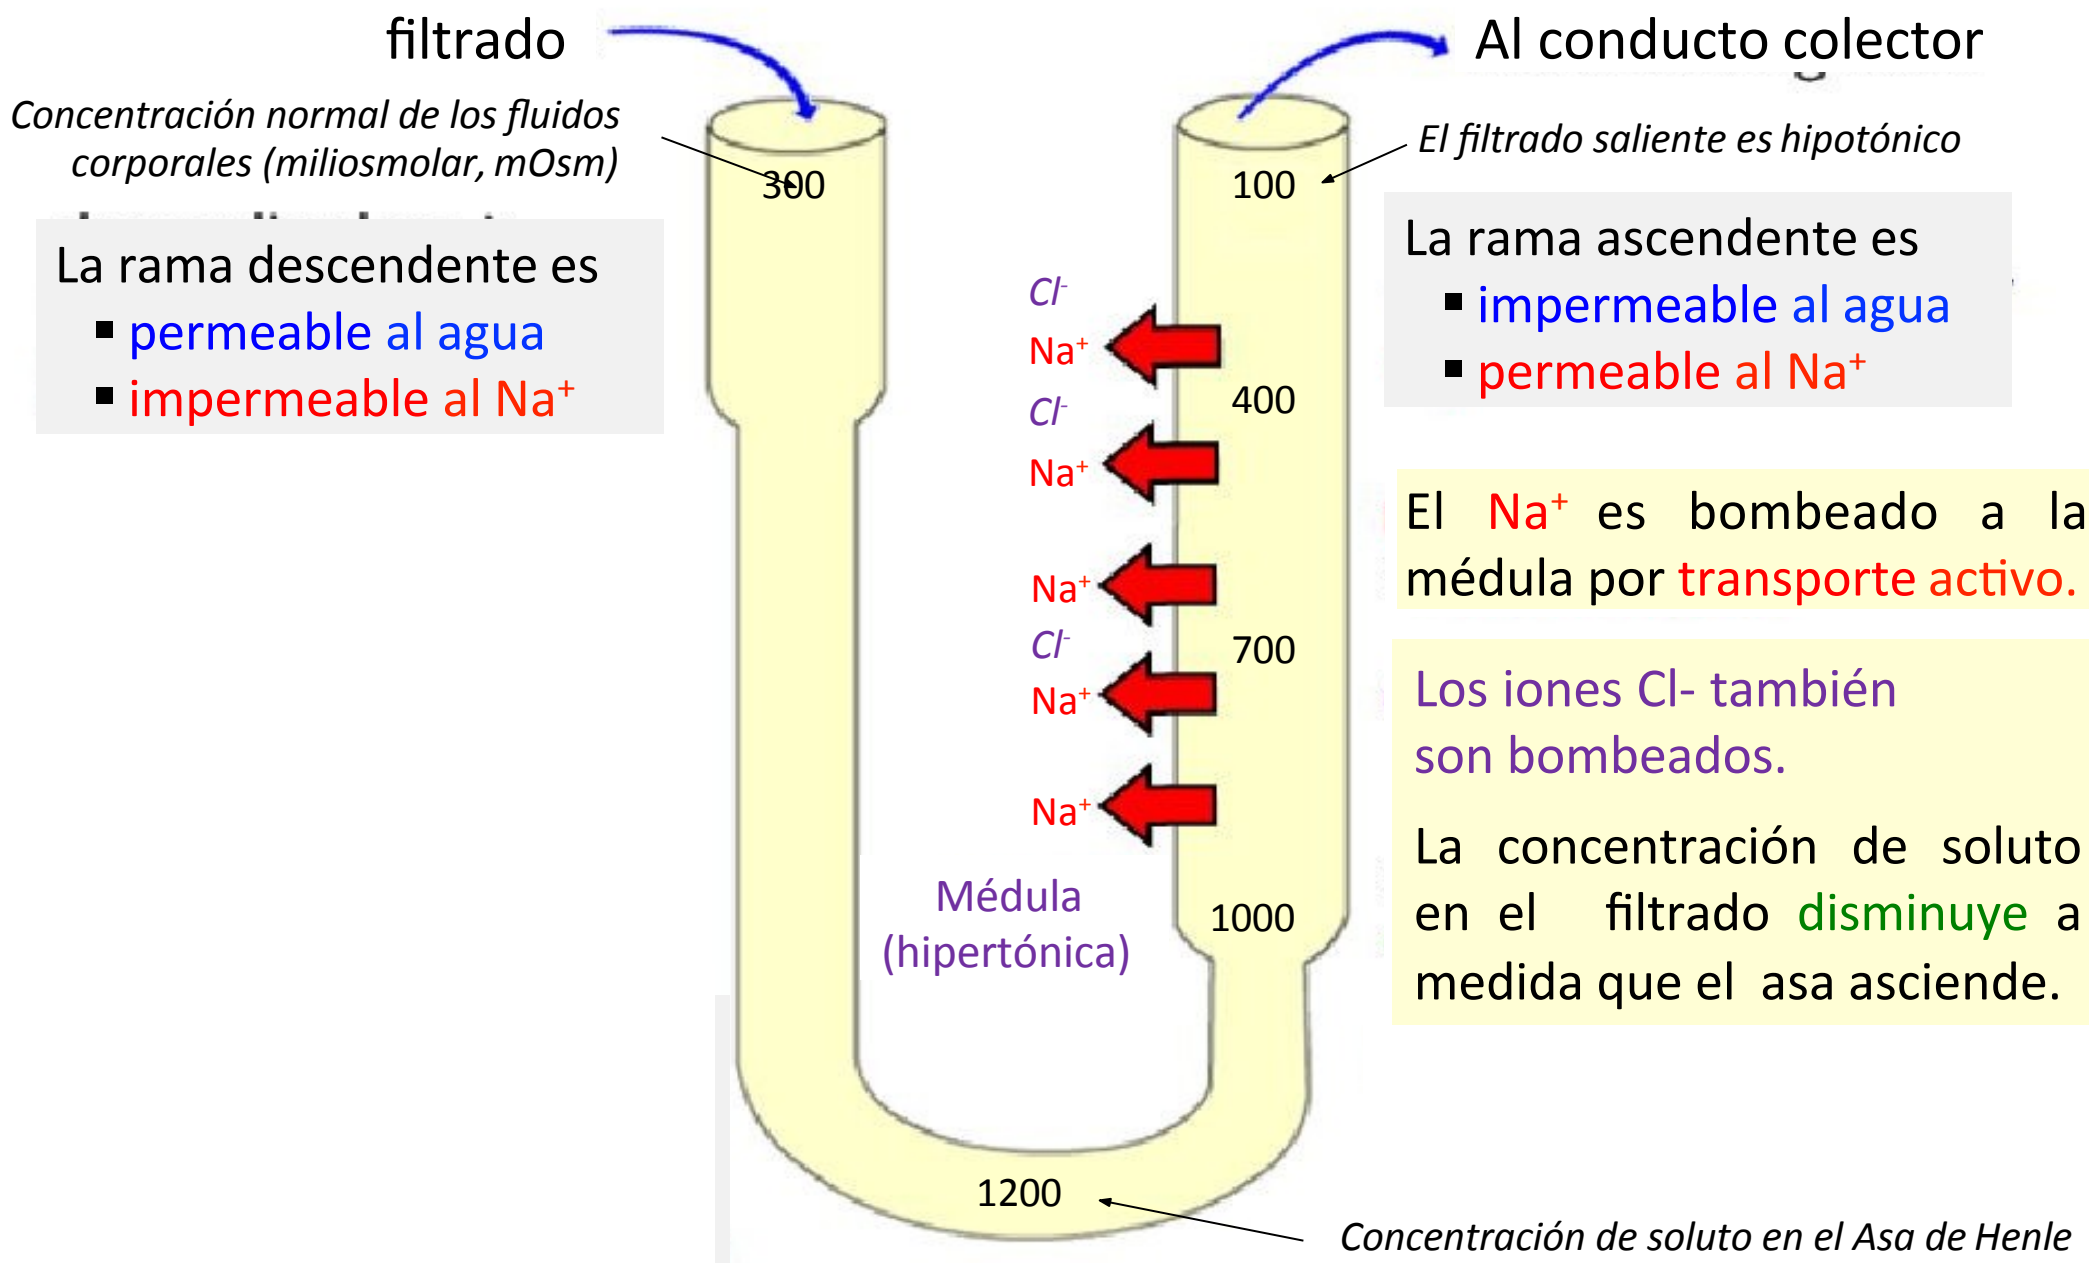 filtrado
Concentración normal de los fluidos
corporales (miliosmolar, mOsm)
300
La rama descendente es
▪ permeable al agua
▪ impermeable al Na⁺
Al conducto colector
El filtrado saliente es hipotónico
100
La rama ascendente es
▪ impermeable al agua
▪ permeable al Na⁺
Cl⁻
Na⁺
400
Cl⁻
Na⁺
Na⁺
Cl⁻
700
Na⁺
Na⁺
Médula
(hipertónica)
1000
El Na⁺ es bombeado a la
médula por transporte activo.
Los iones Cl- también
son bombeados.
La concentración de soluto
en el filtrado disminuye a
medida que el asa asciende.
1200
Concentración de soluto en el Asa de Henle